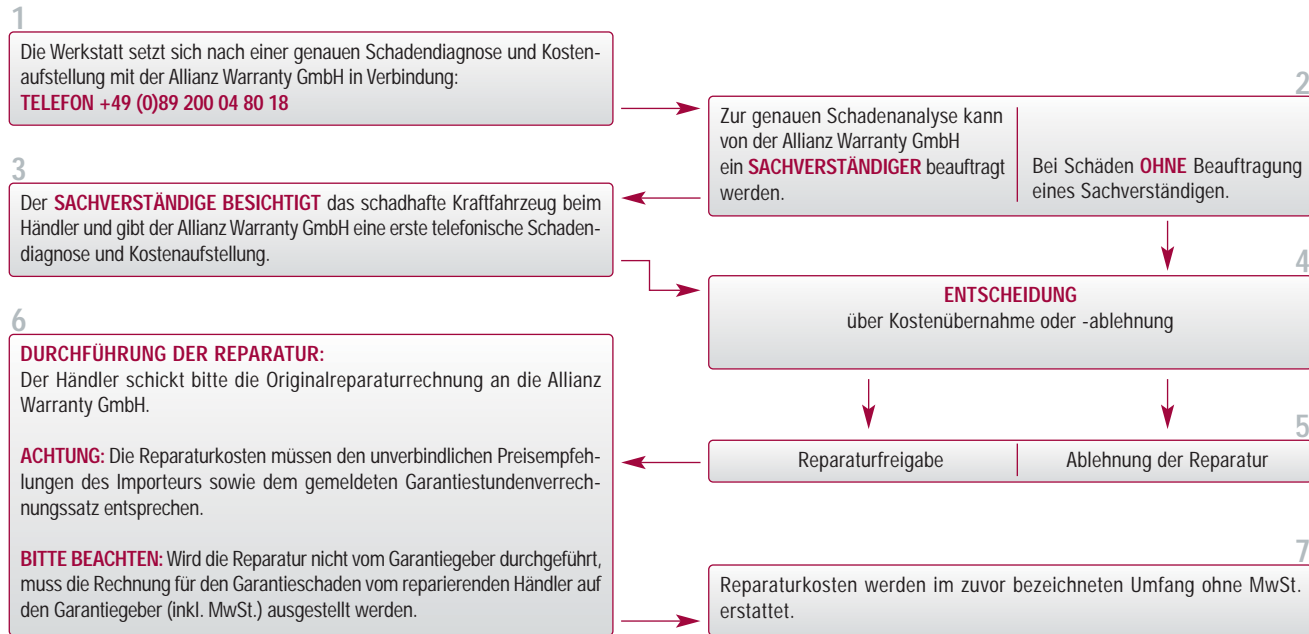 1
Die Werkstatt setzt sich nach einer genauen Schadendiagnose und Kosten-
aufstellung mit der Allianz Warranty GmbH in Verbindung:
TELEFON +49 (0)89 200 04 80 18
2
Zur genauen Schadenanalyse kann
von der Allianz Warranty GmbH
ein SACHVERSTÄNDIGER beauftragt
werden.
Bei Schäden OHNE Beauftragung
eines Sachverständigen.
3
Der SACHVERSTÄNDIGE BESICHTIGT das schadhafte Kraftfahrzeug beim
Händler und gibt der Allianz Warranty GmbH eine erste telefonische Schaden-
diagnose und Kostenaufstellung.
4
ENTSCHEIDUNG
über Kostenübernahme oder -ablehnung
5
Reparaturfreigabe
Ablehnung der Reparatur
6
DURCHFÜHRUNG DER REPARATUR:
Der Händler schickt bitte die Originalreparaturrechnung an die Allianz
Warranty GmbH.
ACHTUNG: Die Reparaturkosten müssen den unverbindlichen Preisempfeh-
lungen des Importeurs sowie dem gemeldeten Garantiestundenverrech-
nungssatz entsprechen.
BITTE BEACHTEN: Wird die Reparatur nicht vom Garantiegeber durchgeführt,
muss die Rechnung für den Garantieschaden vom reparierenden Händler auf
den Garantiegeber (inkl. MwSt.) ausgestellt werden.
7
Reparaturkosten werden im zuvor bezeichneten Umfang ohne MwSt.
erstattet.